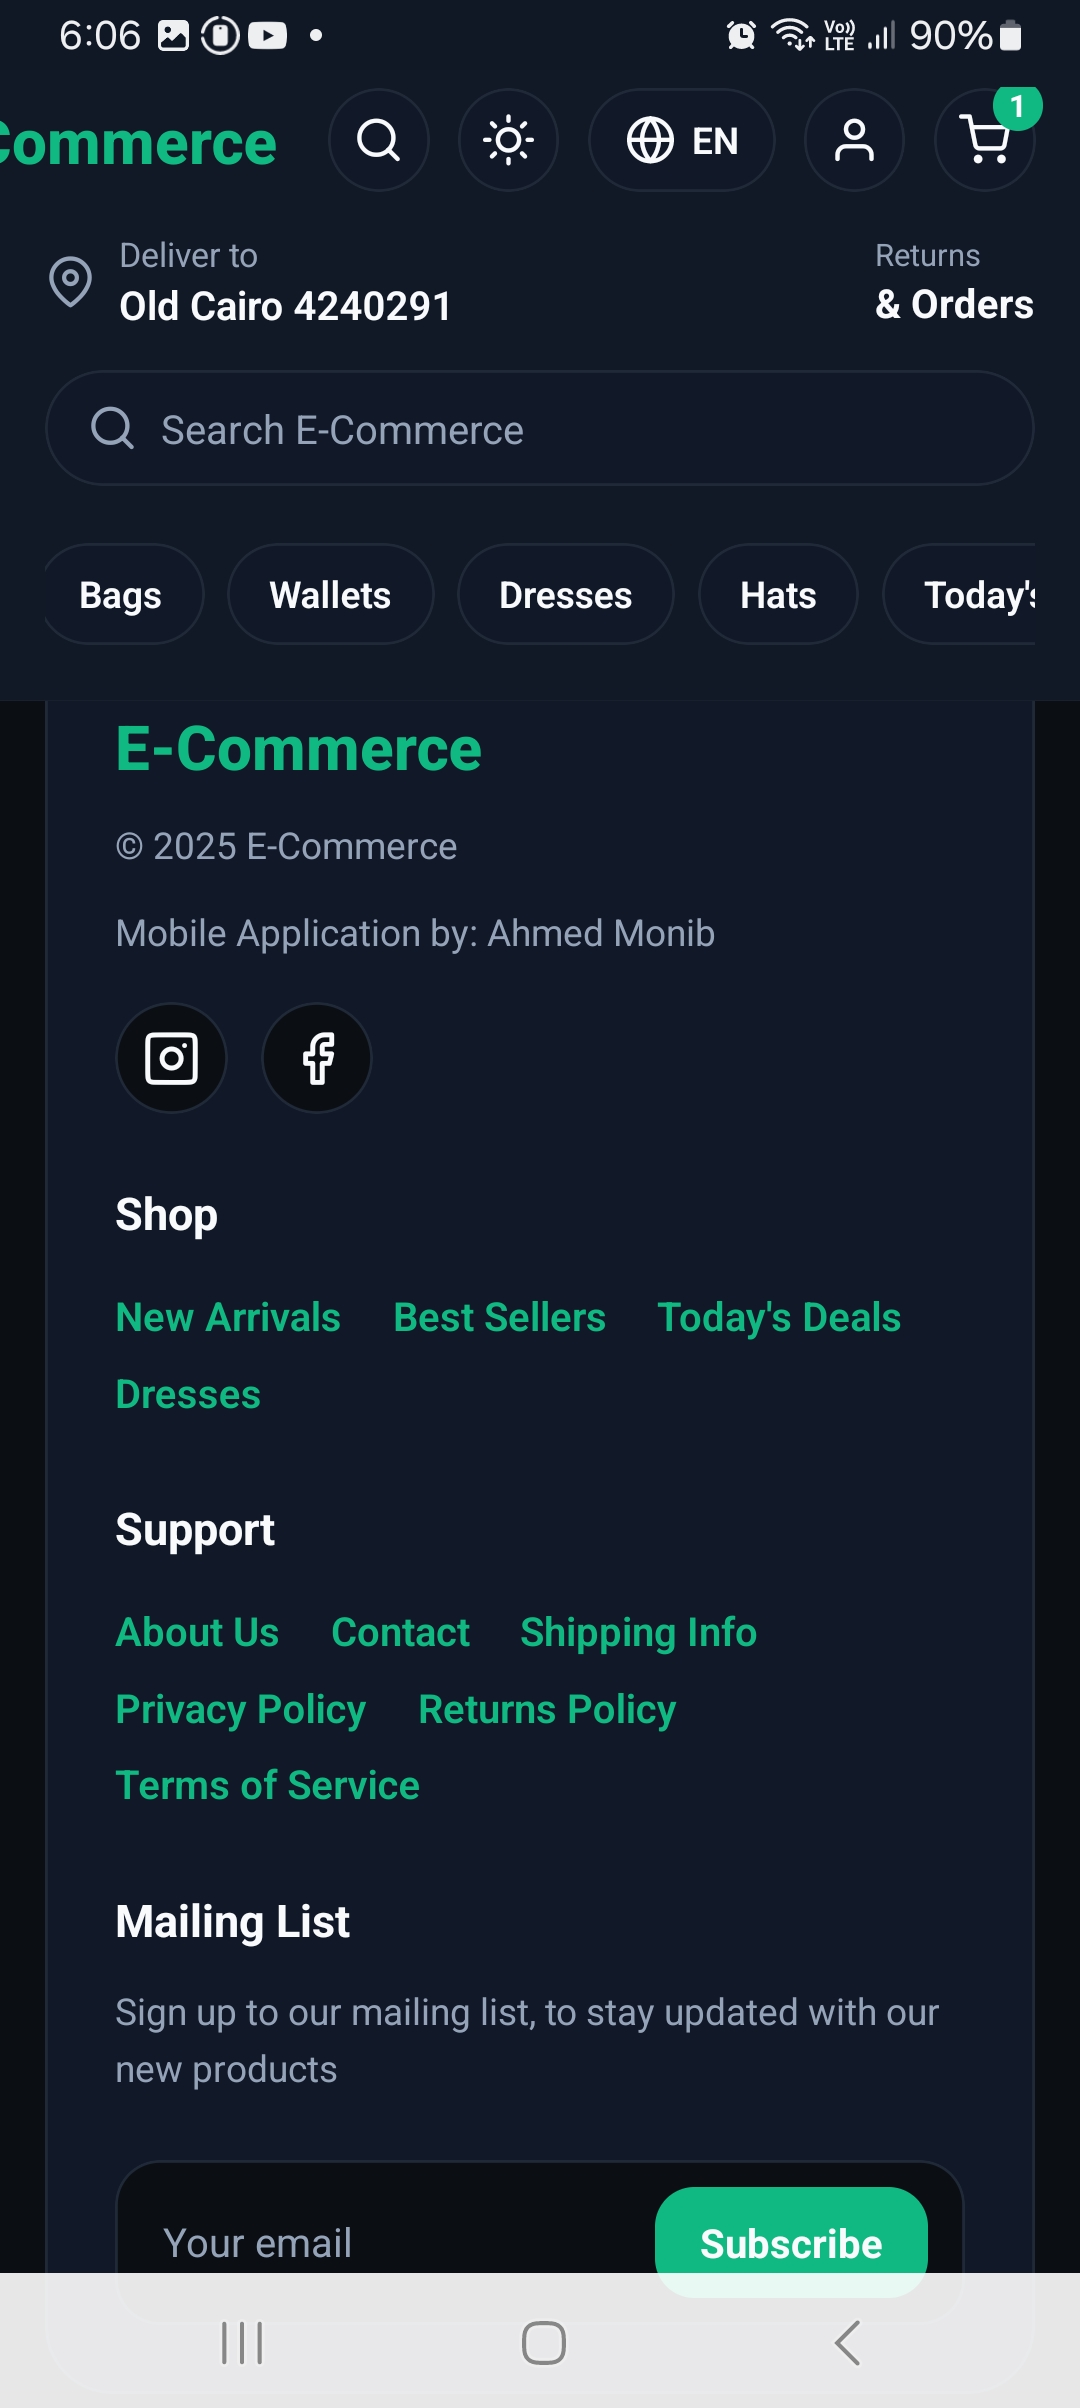 6:06
Vo)) LTE
90%
Commerce
EN
1
Deliver to
Old Cairo 4240291
Returns
& Orders
Search E-Commerce
Bags
Wallets
Dresses
Hats
Today's
E-Commerce
© 2025 E-Commerce
Mobile Application by: Ahmed Monib
Shop
New Arrivals Best Sellers Today's Deals
Dresses
Support
About Us Contact Shipping Info
Privacy Policy Returns Policy
Terms of Service
Mailing List
Sign up to our mailing list, to stay updated with our
new products
Your email
Subscribe